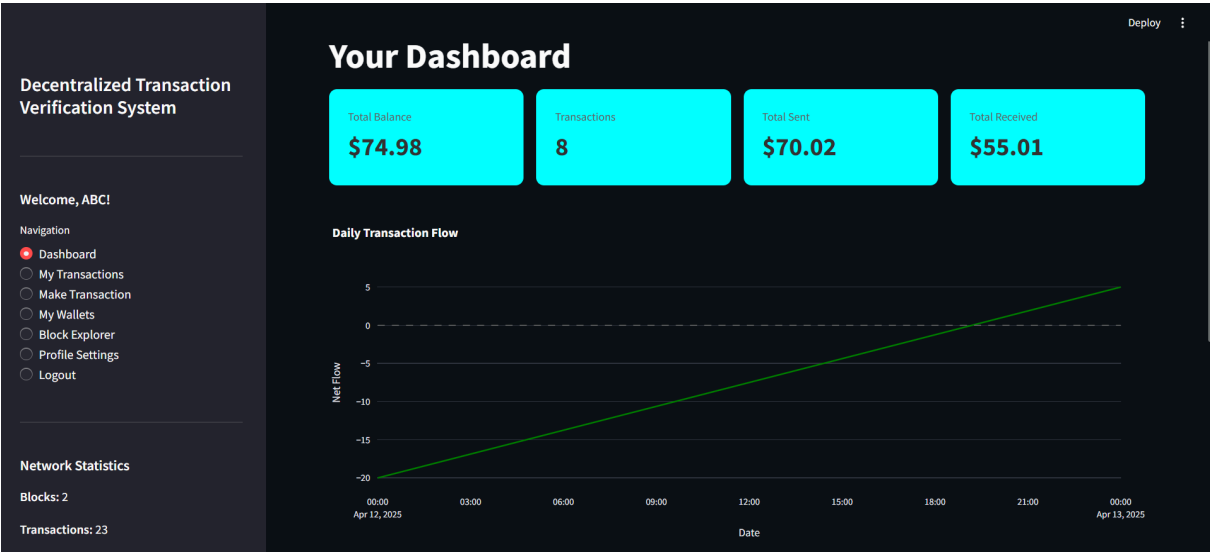 Deploy
Decentralized Transaction
Verification System
Welcome, ABC!
Navigation
Dashboard
My Transactions
Make Transaction
My Wallets
Block Explorer
Profile Settings
Logout
Network Statistics
Blocks: 2
Transactions: 23
Your Dashboard
Total Balance
$74.98
Transactions
8
Total Sent
$70.02
Total Received
$55.01
Daily Transaction Flow
Net Flow
5
0
−5
−10
−15
−20
00:00 03:00 06:00 09:00 12:00 15:00 18:00 21:00 00:00
Apr 12, 2025 Apr 13, 2025
Date